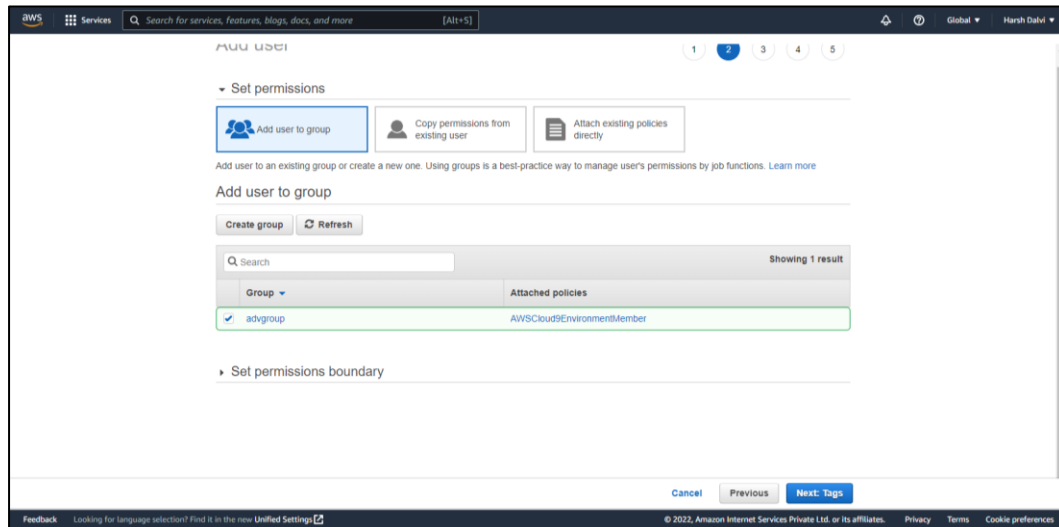 aws Services Search for services, features, blogs, docs, and more [Alt+S] Global Harsh Dalvi
Add user 1 2 3 4 5
Set permissions
Add user to group
Copy permissions from
existing user
Attach existing policies
directly
Add user to an existing group or create a new one. Using groups is a best-practice way to manage user's permissions by job functions. Learn more
Add user to group
Create group Refresh
Search Showing 1 result
Group Attached policies
advgroup AWSCloud9EnvironmentMember
Set permissions boundary
Cancel Previous Next: Tags
Feedback Looking for language selection? Find it in the new Unified Settings © 2022, Amazon Internet Services Private Ltd. or its affiliates. Privacy Terms Cookie preferences